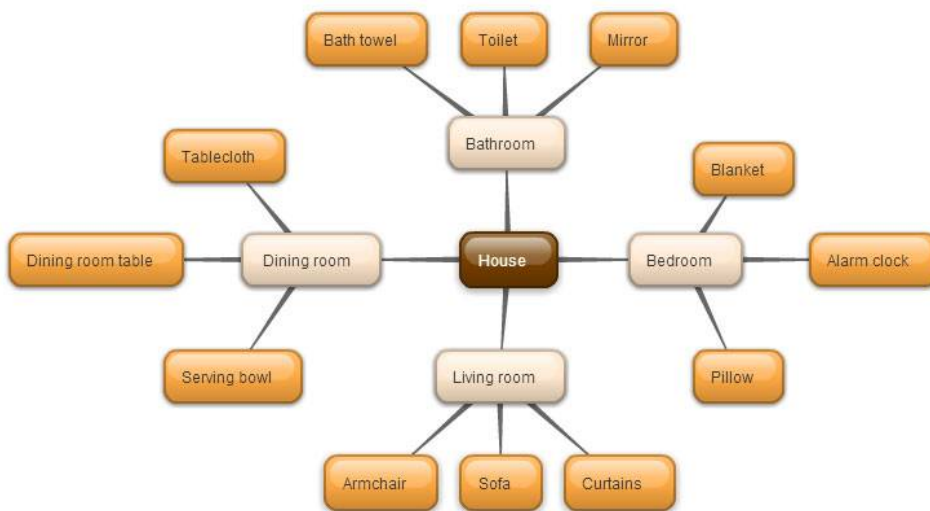 Bath towel
Toilet
Mirror
Bathroom
Tablecloth
Blanket
Dining room table
Dining room
House
Bedroom
Alarm clock
Serving bowl
Living room
Pillow
Armchair
Sofa
Curtains